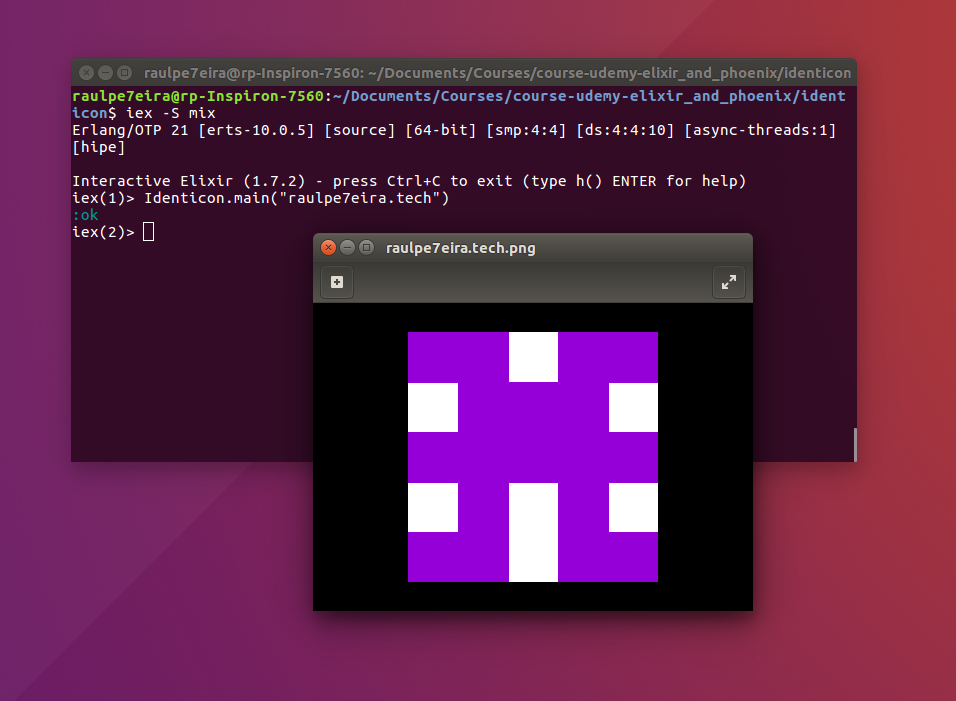 raulpe7eira@rp-Inspiron-7560: ~/Documents/Courses/course-udemy-elixir_and_phoenix/identicon
raulpe7eira@rp-Inspiron-7560:~/Documents/Courses/course-udemy-elixir_and_phoenix/ident
icon$ iex -S mix
Erlang/OTP 21 [erts-10.0.5] [source] [64-bit] [smp:4:4] [ds:4:4:10] [async-threads:1]
[hipe]
Interactive Elixir (1.7.2) - press Ctrl+C to exit (type h() ENTER for help)
iex(1)> Identicon.main("raulpe7eira.tech")
:ok
iex(2)>
raulpe7eira.tech.png